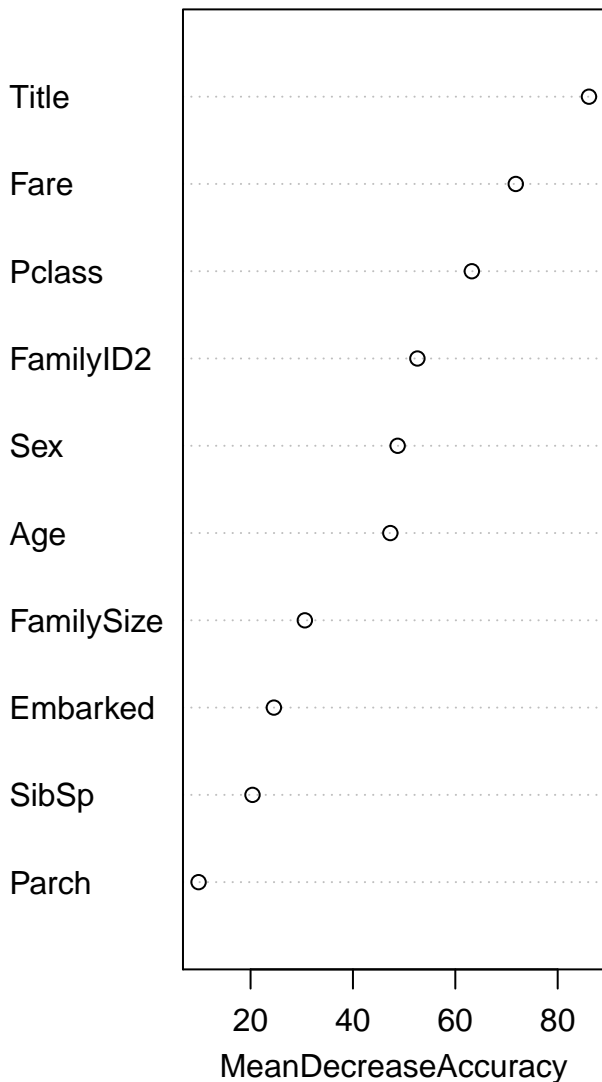 Title
Fare
Pclass
FamilyID2
Sex
Age
FamilySize
Embarked
SibSp
Parch
20 40 60 80
MeanDecreaseAccuracy